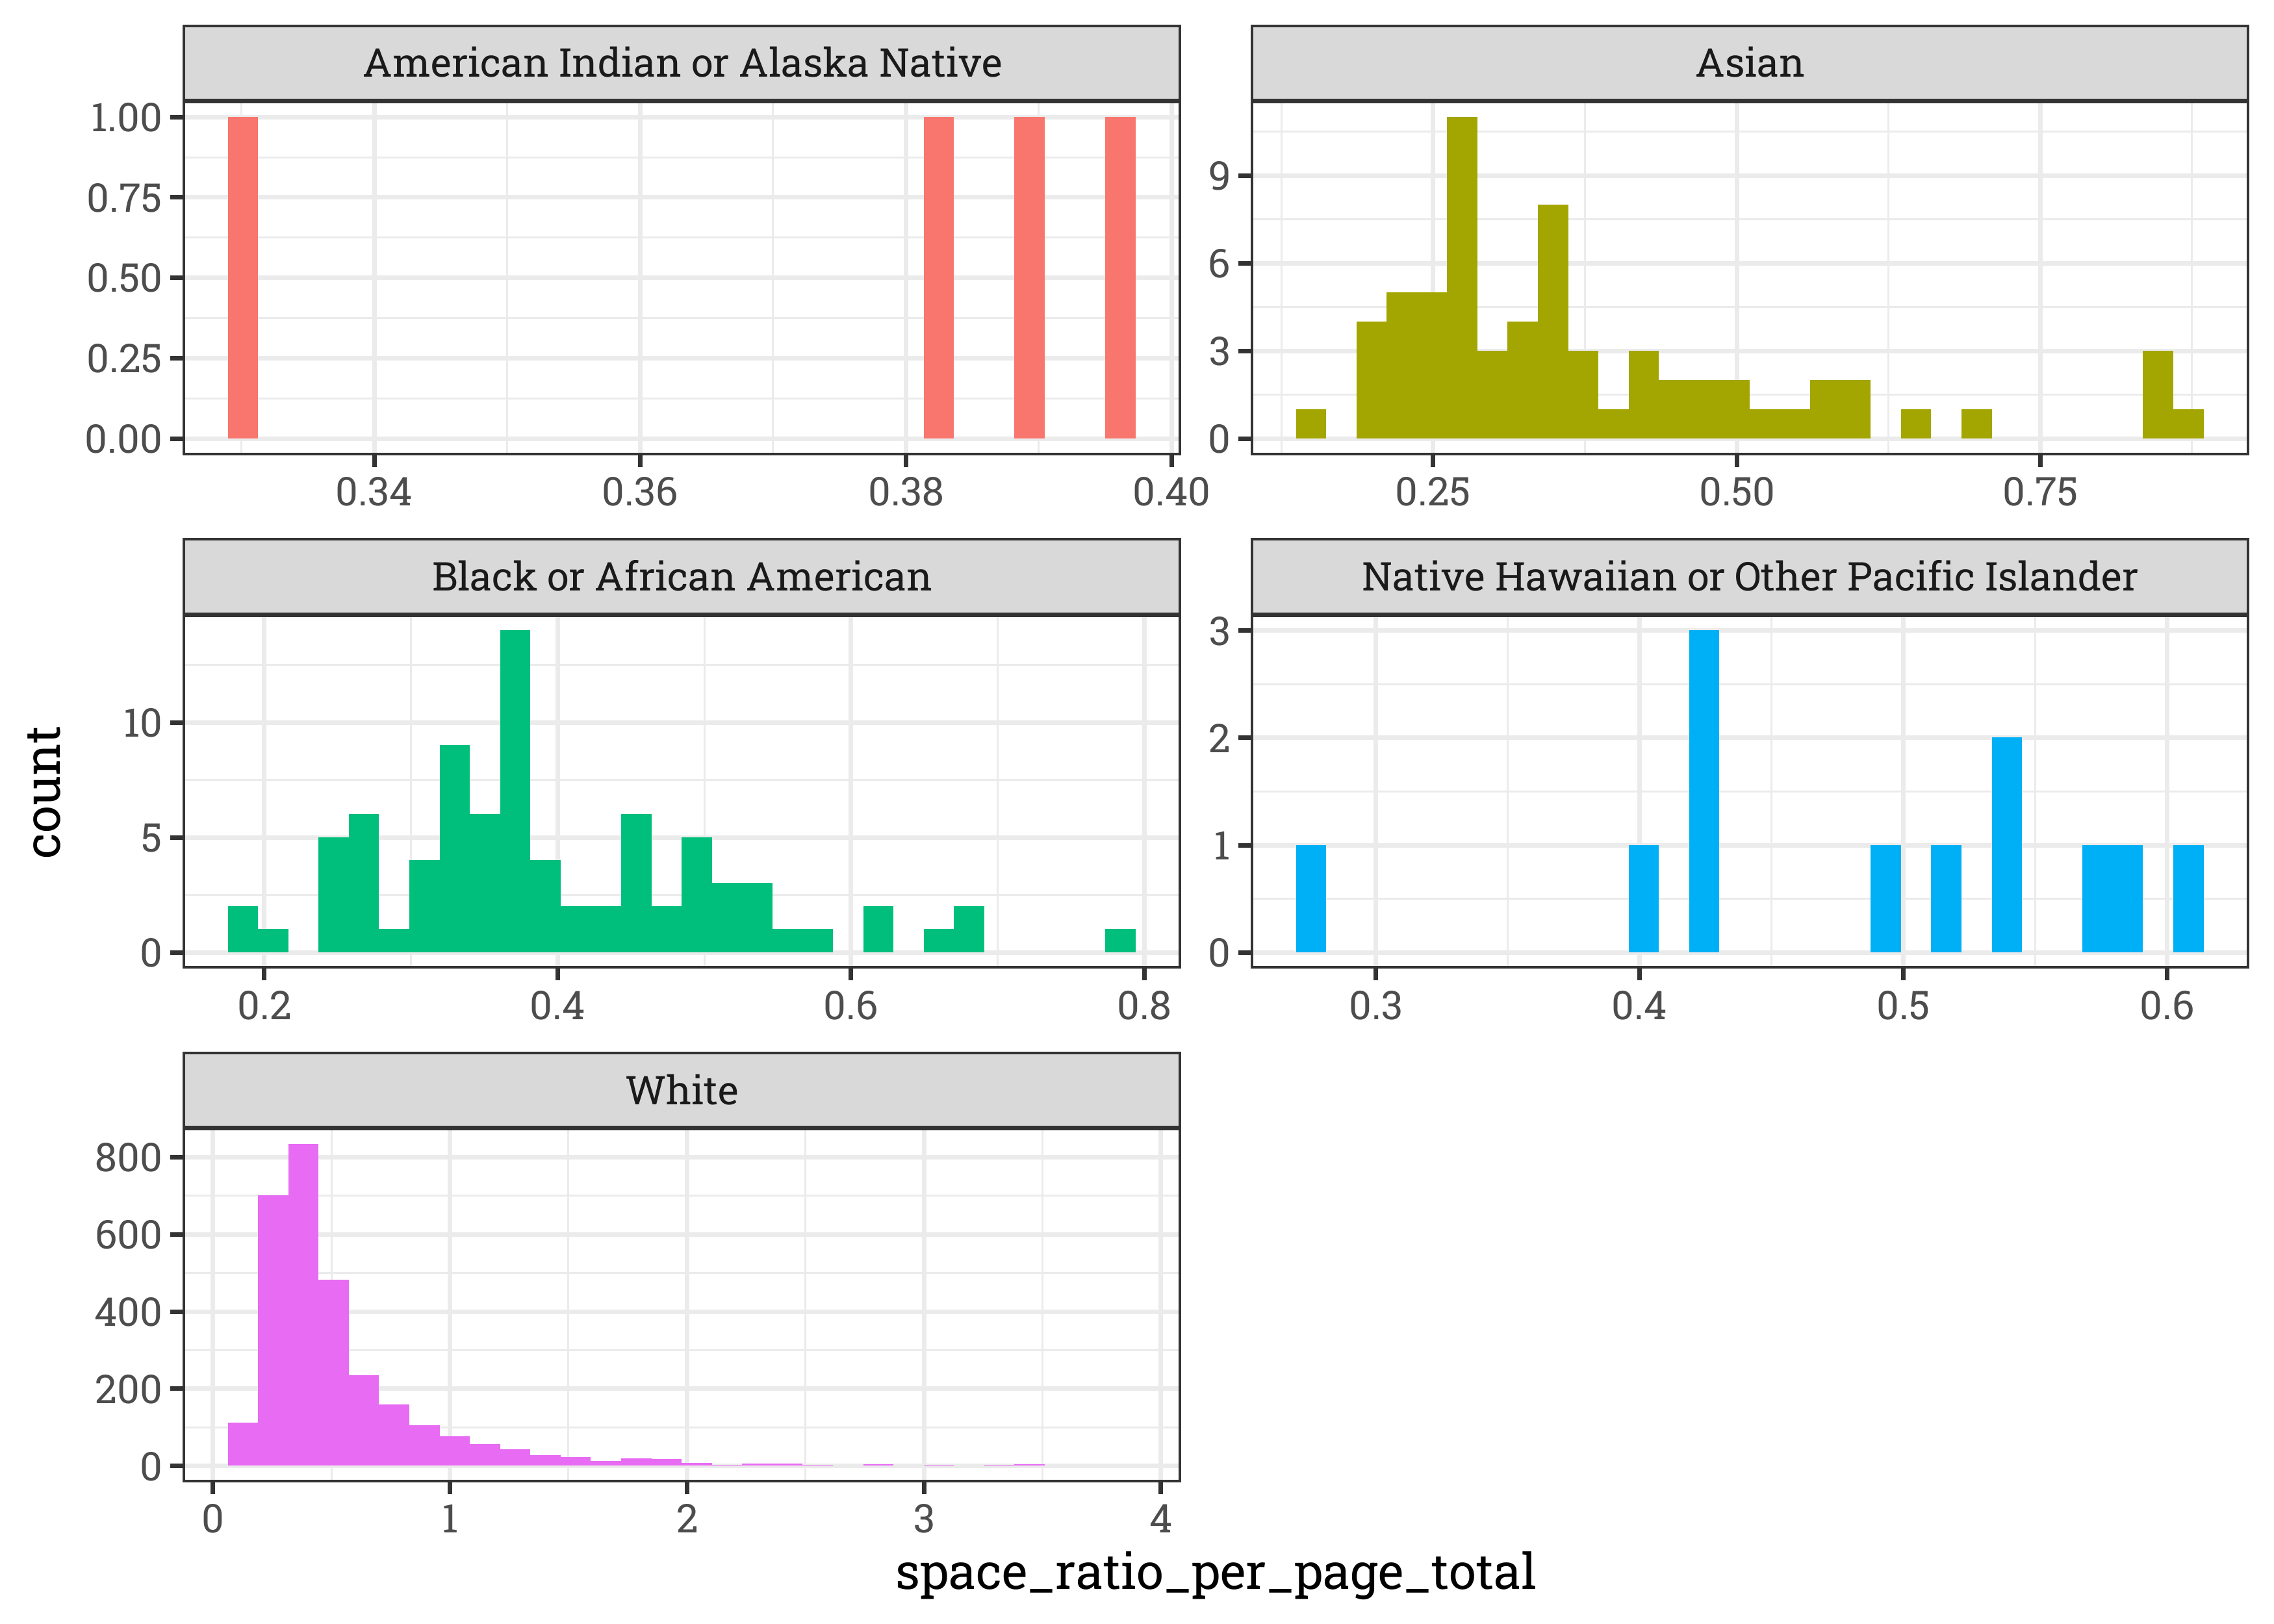 American Indian or Alaska Native
Asian
1.00
0.75
0.50
0.25
0.00
0.34 0.36 0.38 0.40
9
6
3
0
0.25 0.50 0.75
Black or African American
Native Hawaiian or Other Pacific Islander
10
5
0
0.2 0.4 0.6 0.8
3
2
1
0
0.3 0.4 0.5 0.6
count
White
800
600
400
200
0
0 1 2 3 4
space_ratio_per_page_total